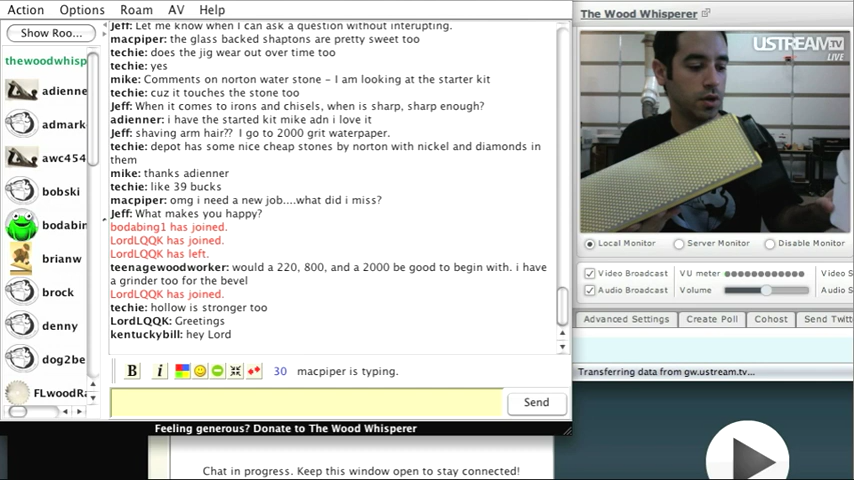 Action Options Roam AV Help
The Wood Whisperer
Show Roo...
thewoodwhisp
adienne
admark
awc454
bobski
bodabin
brianw
brock
denny
dog2be
FLwoodRa
Jeff: Let me know when I can ask a question without interupting.
macpiper: the glass backed shaptons are pretty sweet too
techie: does the jig wear out over time too
techie: yes
mike: Comments on norton water stone - I am looking at the starter kit
techie: cuz it touches the stone too
Jeff: When it comes to irons and chisels, when is sharp, sharp enough?
adienner: i have the started kit mike adn i love it
Jeff: shaving arm hair?? I go to 2000 grit waterpaper.
techie: depot has some nice cheap stones by norton with nickel and diamonds in
them
mike: thanks adienner
techie: like 39 bucks
macpiper: omg i need a new job....what did i miss?
Jeff: What makes you happy?
bodabing1 has joined.
LordLQQK has joined.
LordLQQK has left.
teenagewoodworker: would a 220, 800, and a 2000 be good to begin with. i have
a grinder too for the bevel
LordLQQK has joined.
techie: hollow is stronger too
LordLQQK: Greetings
kentuckybill: hey Lord
B i 30 macpiper is typing.
Send
Feeling generous? Donate to The Wood Whisperer
Chat in progress. Keep this window open to stay connected!
USTREAM.TV
LIVE
Local Monitor Server Monitor Disable Monitor
Video Broadcast VU meter Video S
Audio Broadcast Volume Audio S
Advanced Settings Create Poll Cohost Send Twitt
Transferring data from gw.ustream.tv...